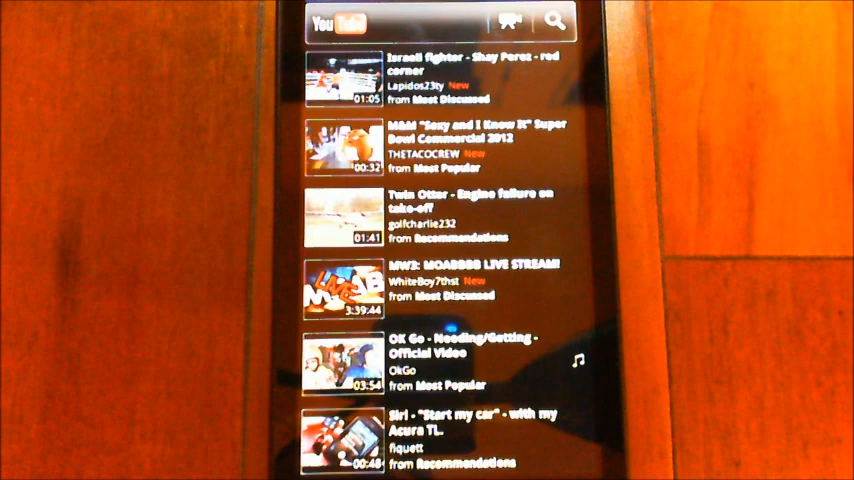 YouTube
Israeli fighter - Shay Perez - red
corner
Lapidos23ty New
01:05
from Most Discussed
M&M "Sexy and I Know It" Super
Bowl Commercial 2012
THETACOCREW New
00:32
from Most Popular
Twin Otter - Engine failure on
take-off
golfcharlie232
01:41
from Recommendations
MW3: MOABBBB LIVE STREAM!
WhiteBoy7thst New
LIVE
from Most Discussed
3:39:44
OK Go - Needing/Getting -
Official Video
OkGo
03:54
from Most Popular
Siri - "Start my car" - with my
Acura TL.
fiquett
00:48
from Recommendations